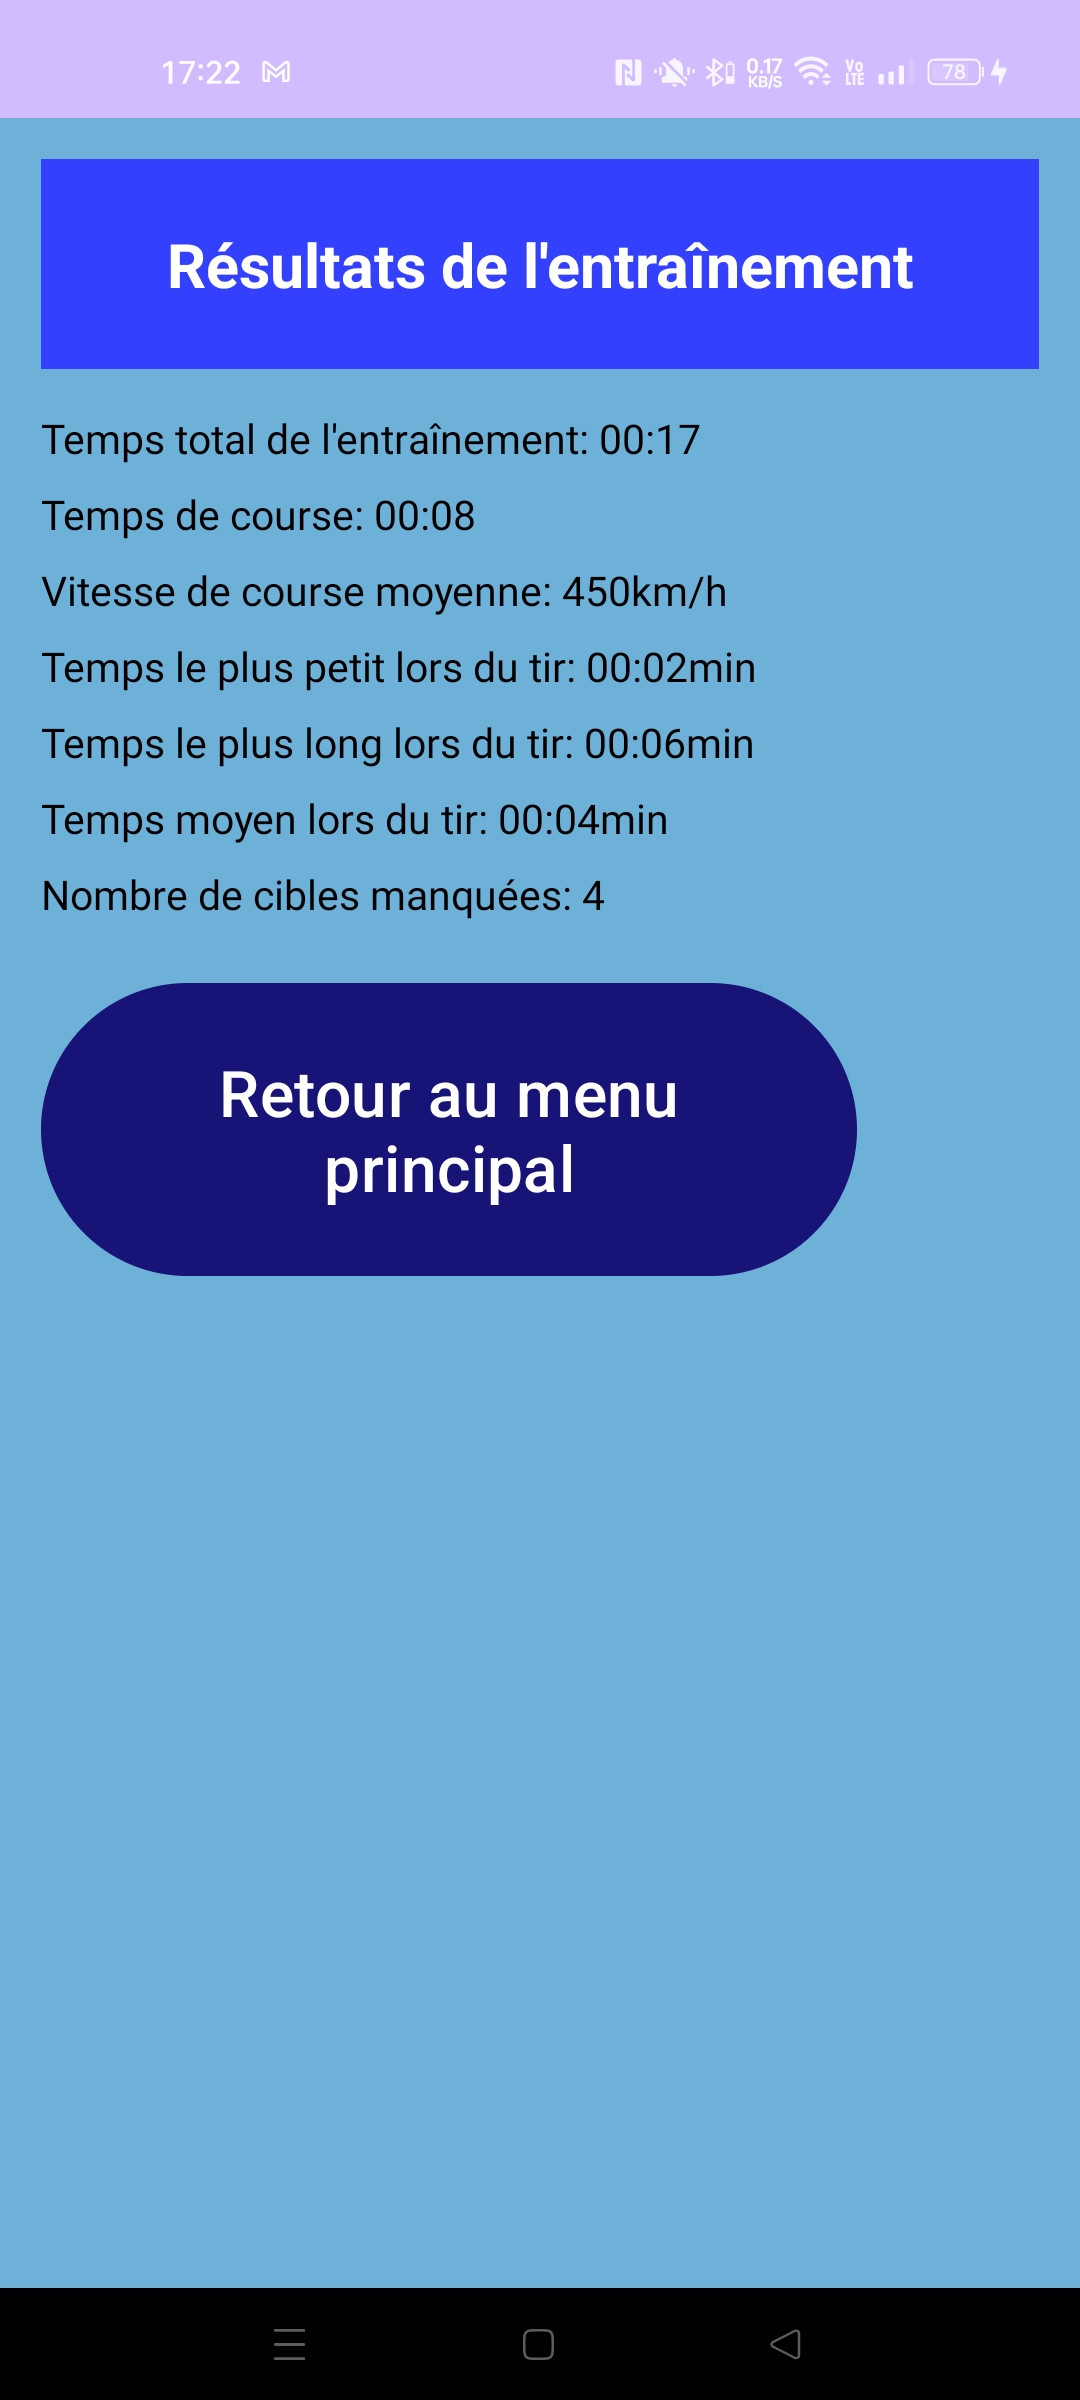 17:22
0.17
KB/S
Vo
LTE
78
Résultats de l'entraînement
Temps total de l'entraînement: 00:17
Temps de course: 00:08
Vitesse de course moyenne: 450km/h
Temps le plus petit lors du tir: 00:02min
Temps le plus long lors du tir: 00:06min
Temps moyen lors du tir: 00:04min
Nombre de cibles manquées: 4
Retour au menu
principal